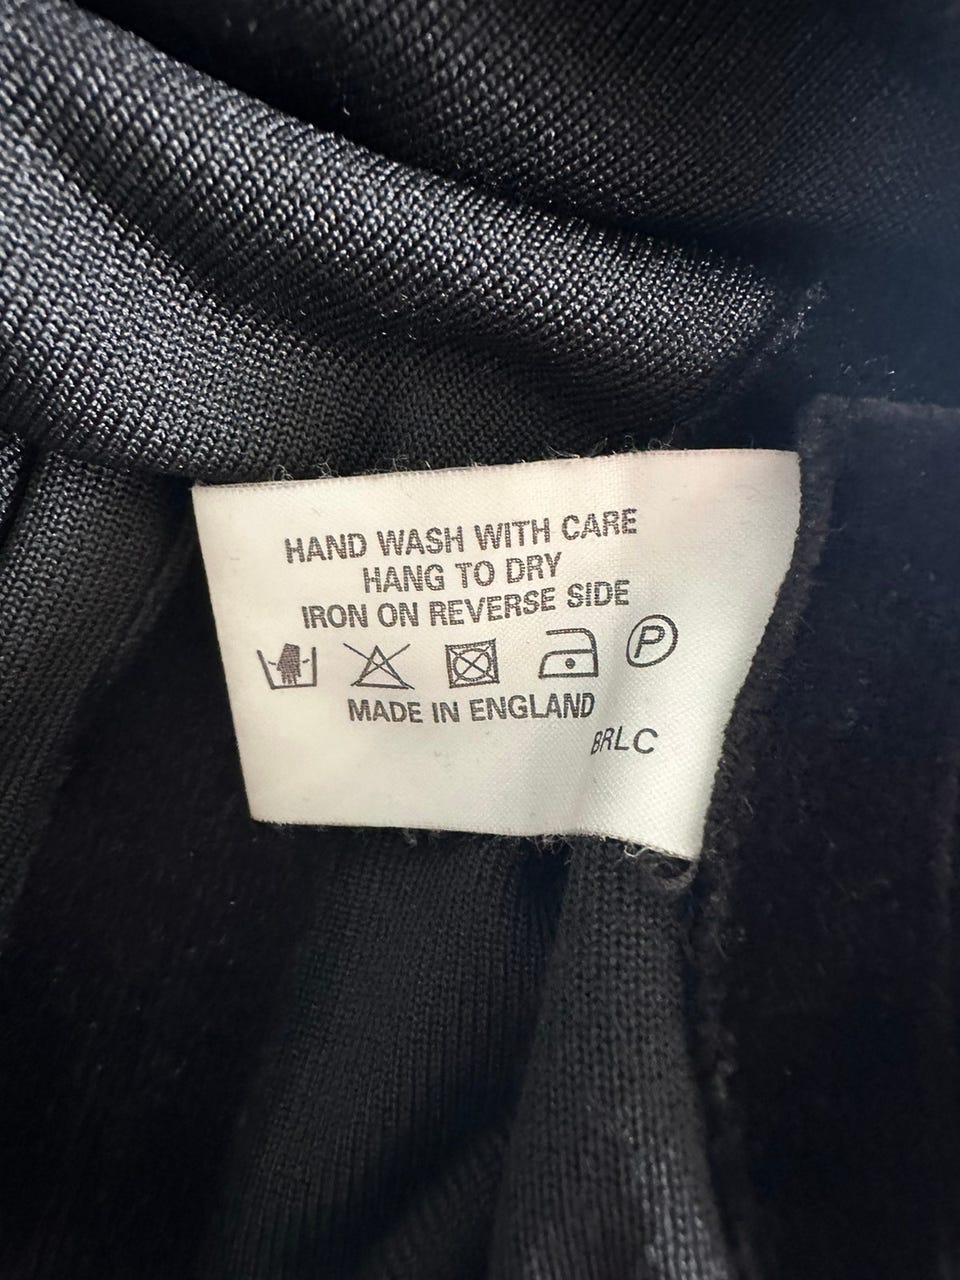 HAND WASH WITH CARE
HANG TO DRY
IRON ON REVERSE SIDE
P
MADE IN ENGLAND
BRLC